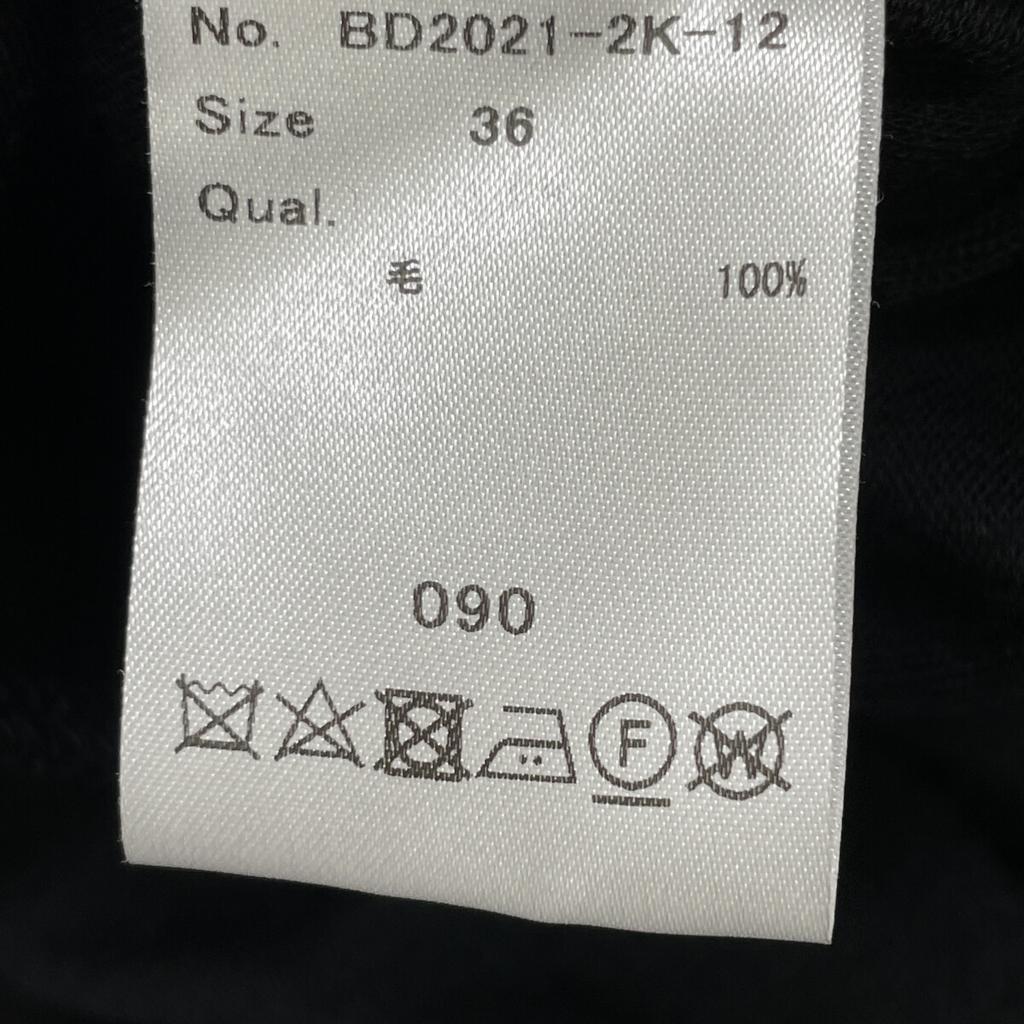 No. BD2021-2K-12
Size 36
Qual.
毛 100%
090
F W